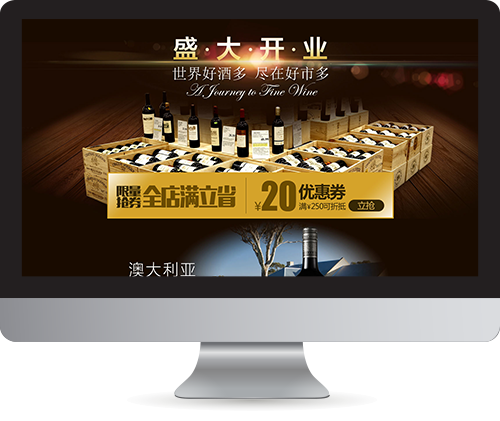 盛·大·开·业
世界好酒多 尽在好市多
A Journey to Fine Wine
限量
抢券
全店满立省
¥20
优惠券
满¥250可折抵
立抢
澳大利亚